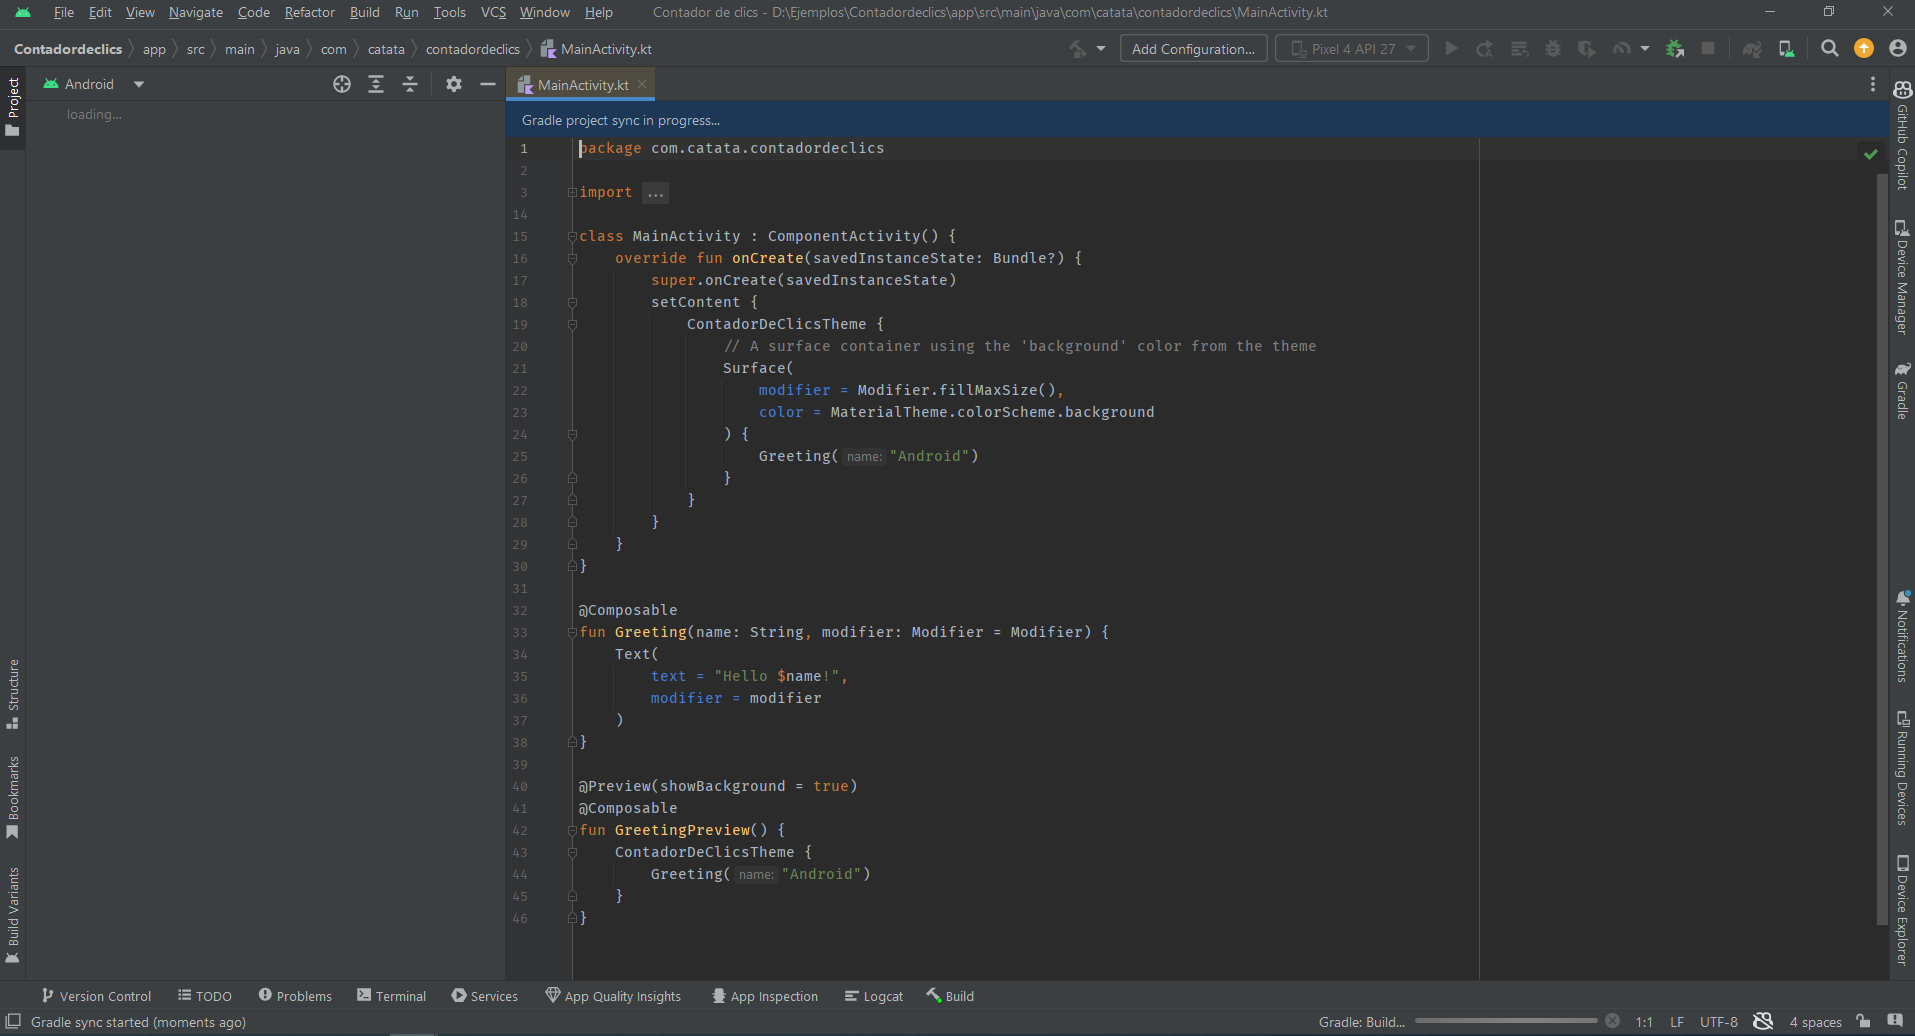 File Edit View Navigate Code Refactor Build Run Tools VCS Window Help Contador de clics - D:\Ejemplos\Contadordeclics\app\src\main\java\com\catata\contadordeclics\MainActivity.kt
Contadordeclics app src main java com catata contadordeclics MainActivity.kt Add Configuration... Pixel 4 API 27
Project
Android
loading...
Structure
Bookmarks
Build Variants
MainActivity.kt
Gradle project sync in progress...
1 package com.catata.contadordeclics
2
3 import ...
14
15 class MainActivity : ComponentActivity() {
16 override fun onCreate(savedInstanceState: Bundle?) {
17 super.onCreate(savedInstanceState)
18 setContent {
19 ContadorDeClicsTheme {
20 // A surface container using the 'background' color from the theme
21 Surface(
22 modifier = Modifier.fillMaxSize(),
23 color = MaterialTheme.colorScheme.background
24 ) {
25 Greeting( name: "Android")
26 }
27 }
28 }
29 }
30 }
31
32 @Composable
33 fun Greeting(name: String, modifier: Modifier = Modifier) {
34 Text(
35 text = "Hello $name!",
36 modifier = modifier
37 )
38 }
39
40 @Preview(showBackground = true)
41 @Composable
42 fun GreetingPreview() {
43 ContadorDeClicsTheme {
44 Greeting( name: "Android")
45 }
46 }
GitHub Copilot
Device Manager
Gradle
Notifications
Running Devices
Device Explorer
Version Control TODO Problems Terminal Services App Quality Insights App Inspection Logcat Build
Gradle sync started (moments ago) Gradle: Build... 1:1 LF UTF-8 4 spaces